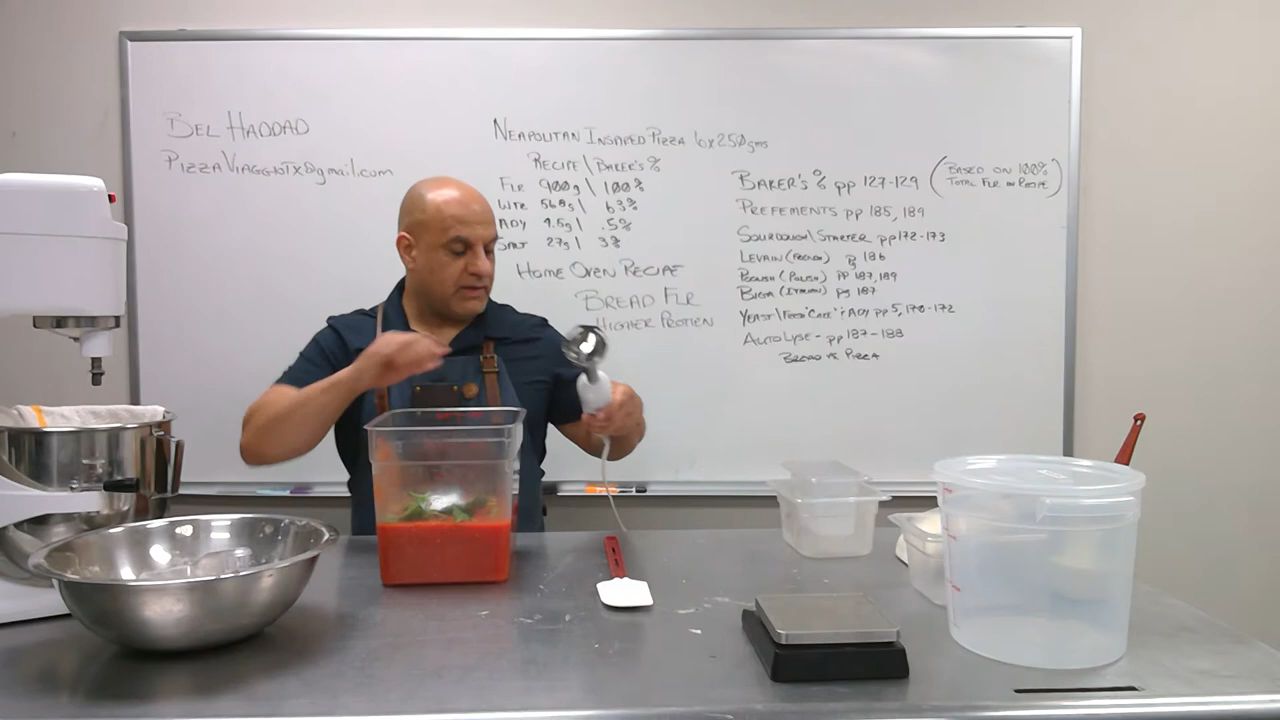 BEL HADDAD
PIZZAVIAGGIOTX@gmail.com
NEAPOLITAN INSPIRED PIZZA 6x250gms
RECIPE \ BAKER'S %
FLR 900g \ 100%
WTR 568g \ 63%
ADY 4.5g \ .5%
SALT 27g \ 3%
HOME OVEN RECIPE
BREAD FLR
HIGHER PROTIEN
BAKER'S % pp 127-129 (BASED ON 100% TOTAL FLR IN RECIPE)
PREFEMENTS pp 185, 189
SOURDOUGH\STARTER pp 172-173
LEVAIN (FRENCH) pg 186
POOLISH (POLISH) pp 187,189
BIGA (ITALIAN) pg 187
YEAST\FRESH "CAKE" : ADY pp 5, 170-172
AUTOLYSE - pp 187-188
BREAD VS PIZZA